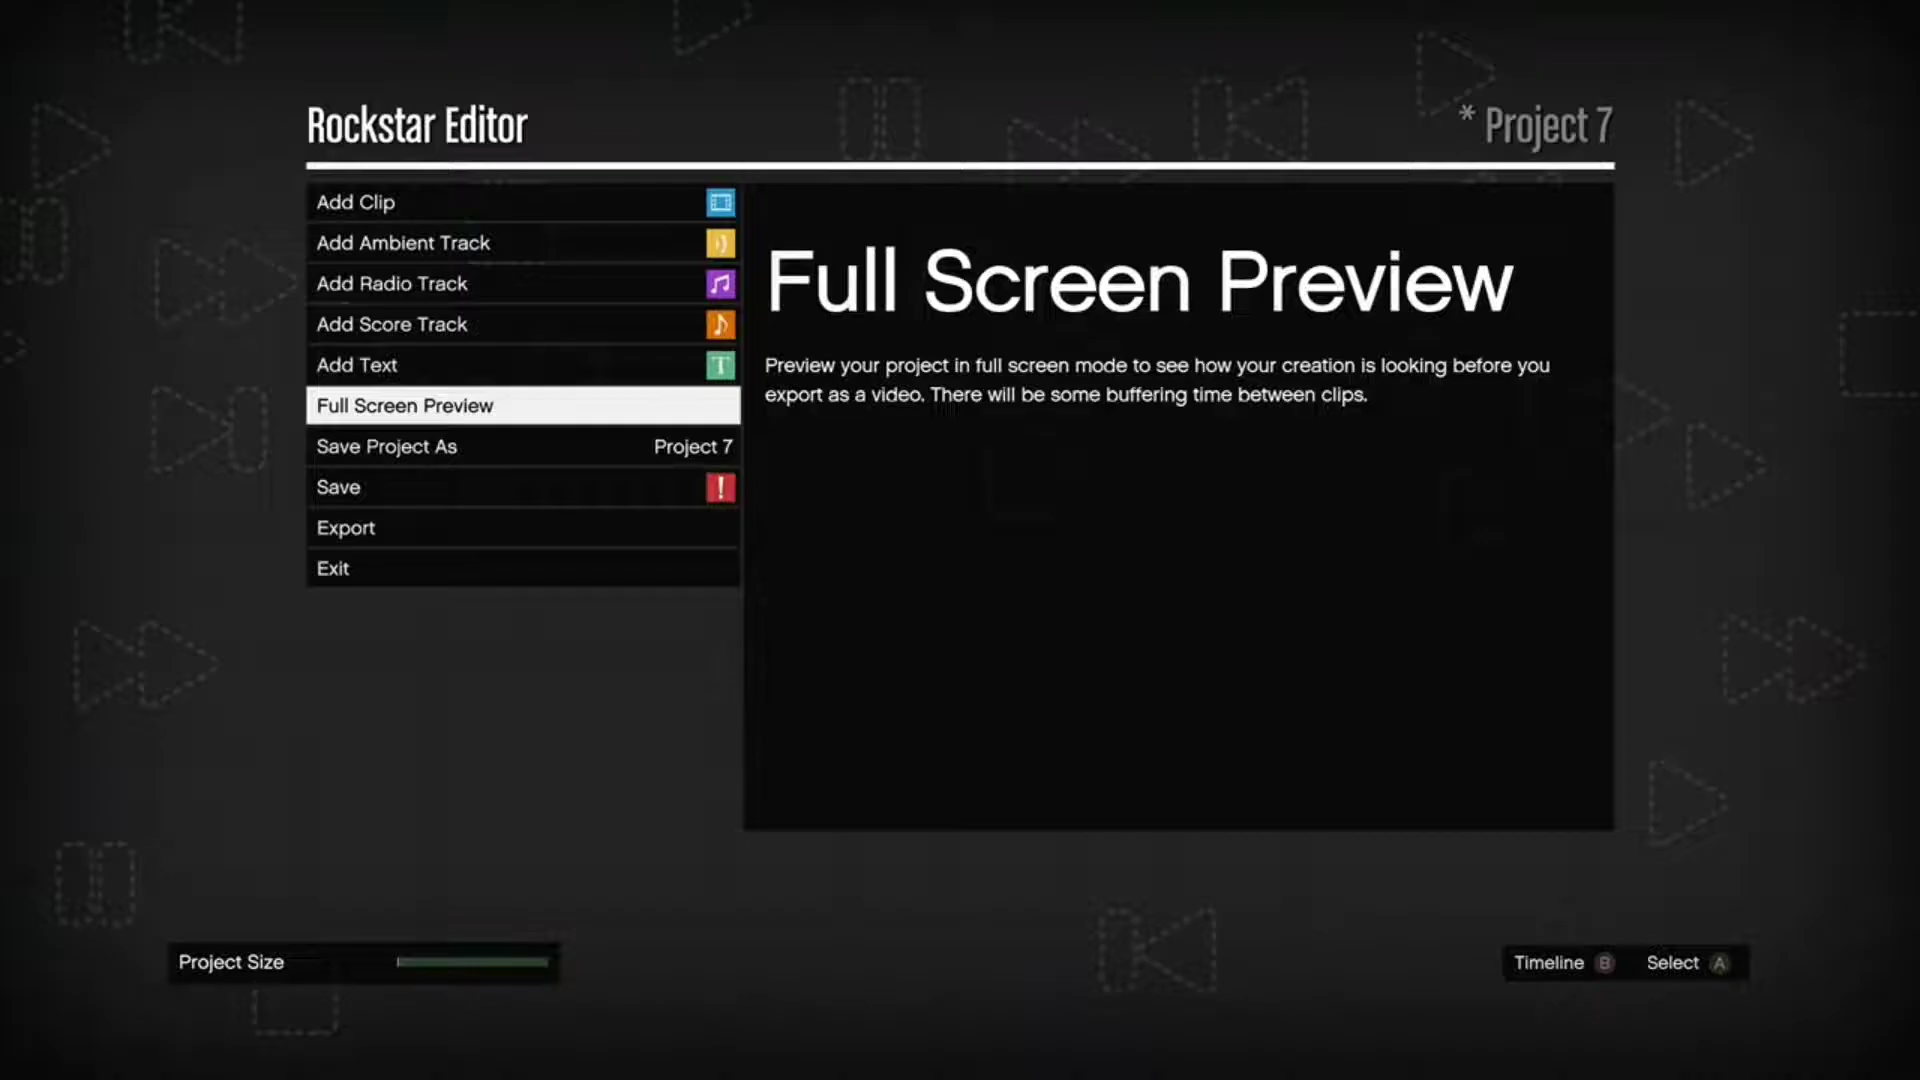 Rockstar Editor
* Project 7
Add Clip
Add Ambient Track
Add Radio Track
Add Score Track
Add Text
T
Full Screen Preview
Save Project As Project 7
Save !
Export
Exit
Full Screen Preview
Preview your project in full screen mode to see how your creation is looking before you
export as a video. There will be some buffering time between clips.
Project Size
Timeline B Select A